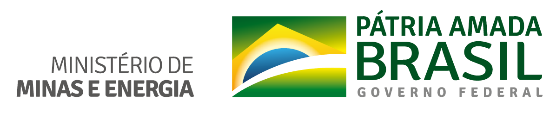 MINISTÉRIO DE
MINAS E ENERGIA
PÁTRIA AMADA
BRASIL
GOVERNO FEDERAL